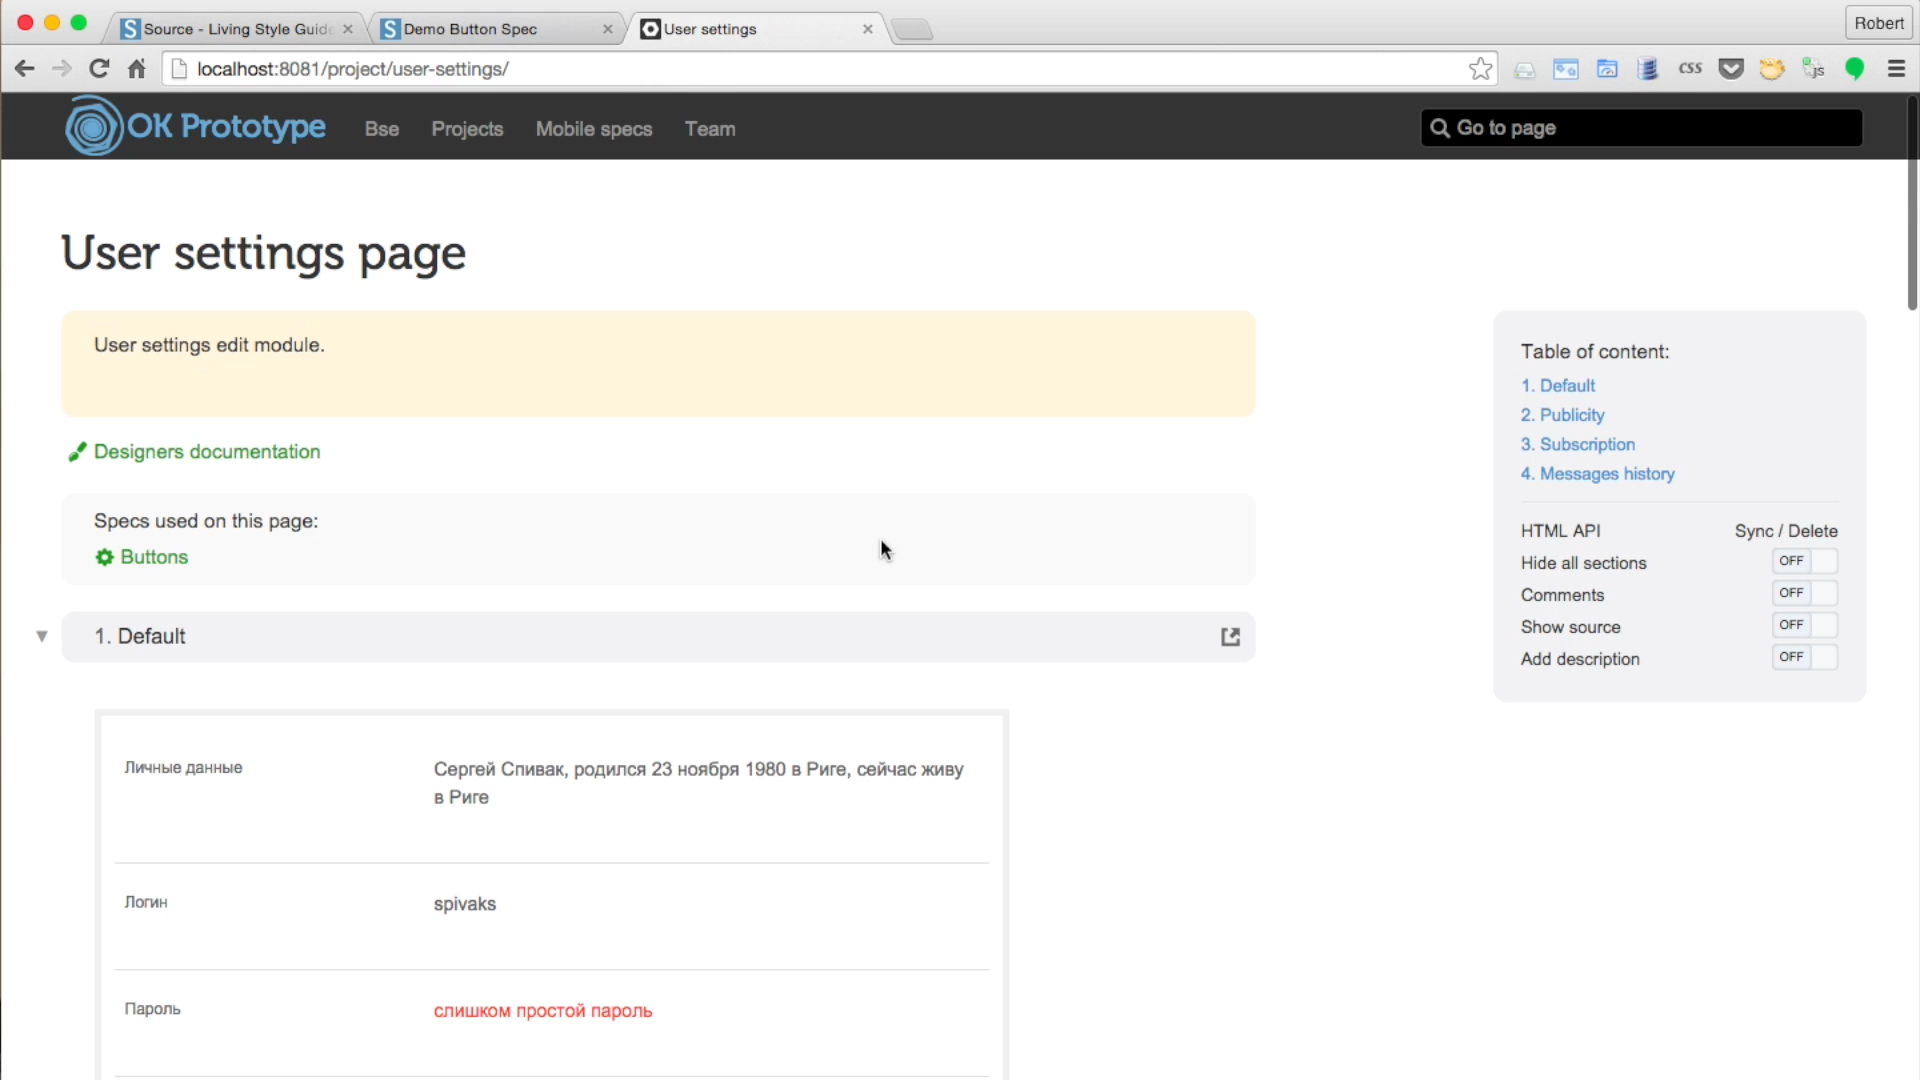 Source - Living Style Guide
Demo Button Spec
User settings
Robert
localhost:8081/project/user-settings/
css
js
OK Prototype
Bse
Projects
Mobile specs
Team
Go to page
User settings page
User settings edit module.
Designers documentation
Specs used on this page:
Buttons
1. Default
Личные данные
Сергей Спивак, родился 23 ноября 1980 в Риге, сейчас живу
в Риге
Логин
spivaks
Пароль
слишком простой пароль
Table of content:
1. Default
2. Publicity
3. Subscription
4. Messages history
HTML API
Sync / Delete
Hide all sections
OFF
Comments
OFF
Show source
OFF
Add description
OFF